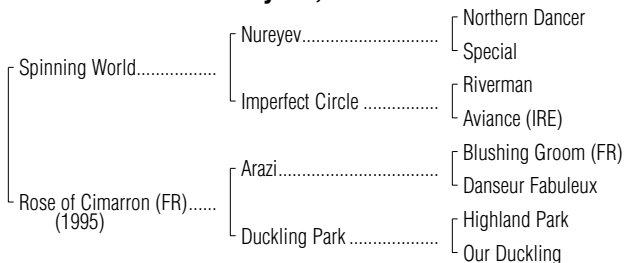 Northern Dancer
Nureyev..............................
Special
Spinning World.................
Riverman
Imperfect Circle ................
Aviance (IRE)
Blushing Groom (FR)
Arazi...................................
Danseur Fabuleux
Rose of Cimarron (FR)......
(1995)
Highland Park
Duckling Park ...................
Our Duckling